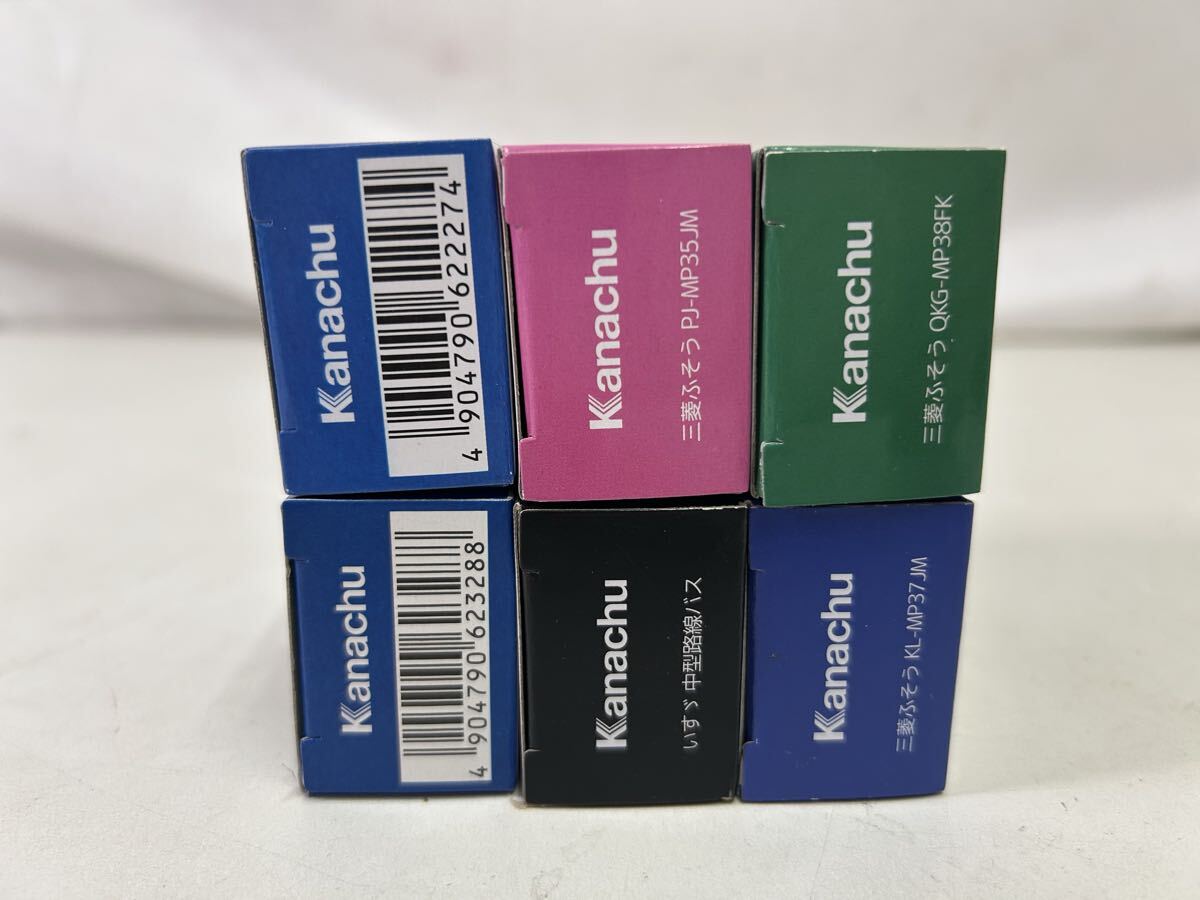 Kanachu
4 904790 622274
Kanachu
三菱ふそう PJ-MP35JM
Kanachu
三菱ふそう QKG-MP38FK
Kanachu
4 904790 623288
Kanachu
いすゞ 中型路線バス
Kanachu
三菱ふそう KL-MP37JM